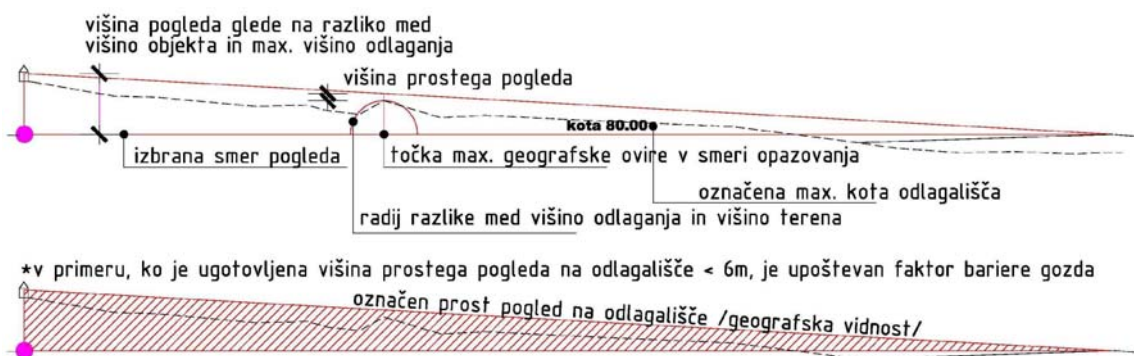 višina pogleda glede na razliko med
višino objekta in max. višino odlaganja
višina prostega pogleda
kota 80.00
izbrana smer pogleda
točka max. geografske ovire v smeri opazovanja
označena max. kota odlagališča
radij razlike med višino odlaganja in višino terena
*v primeru, ko je ugotovljena višina prostega pogleda na odlagališče < 6m, je upoštevan faktor bariere gozda
označen prost pogled na odlagališče /geografska vidnost/